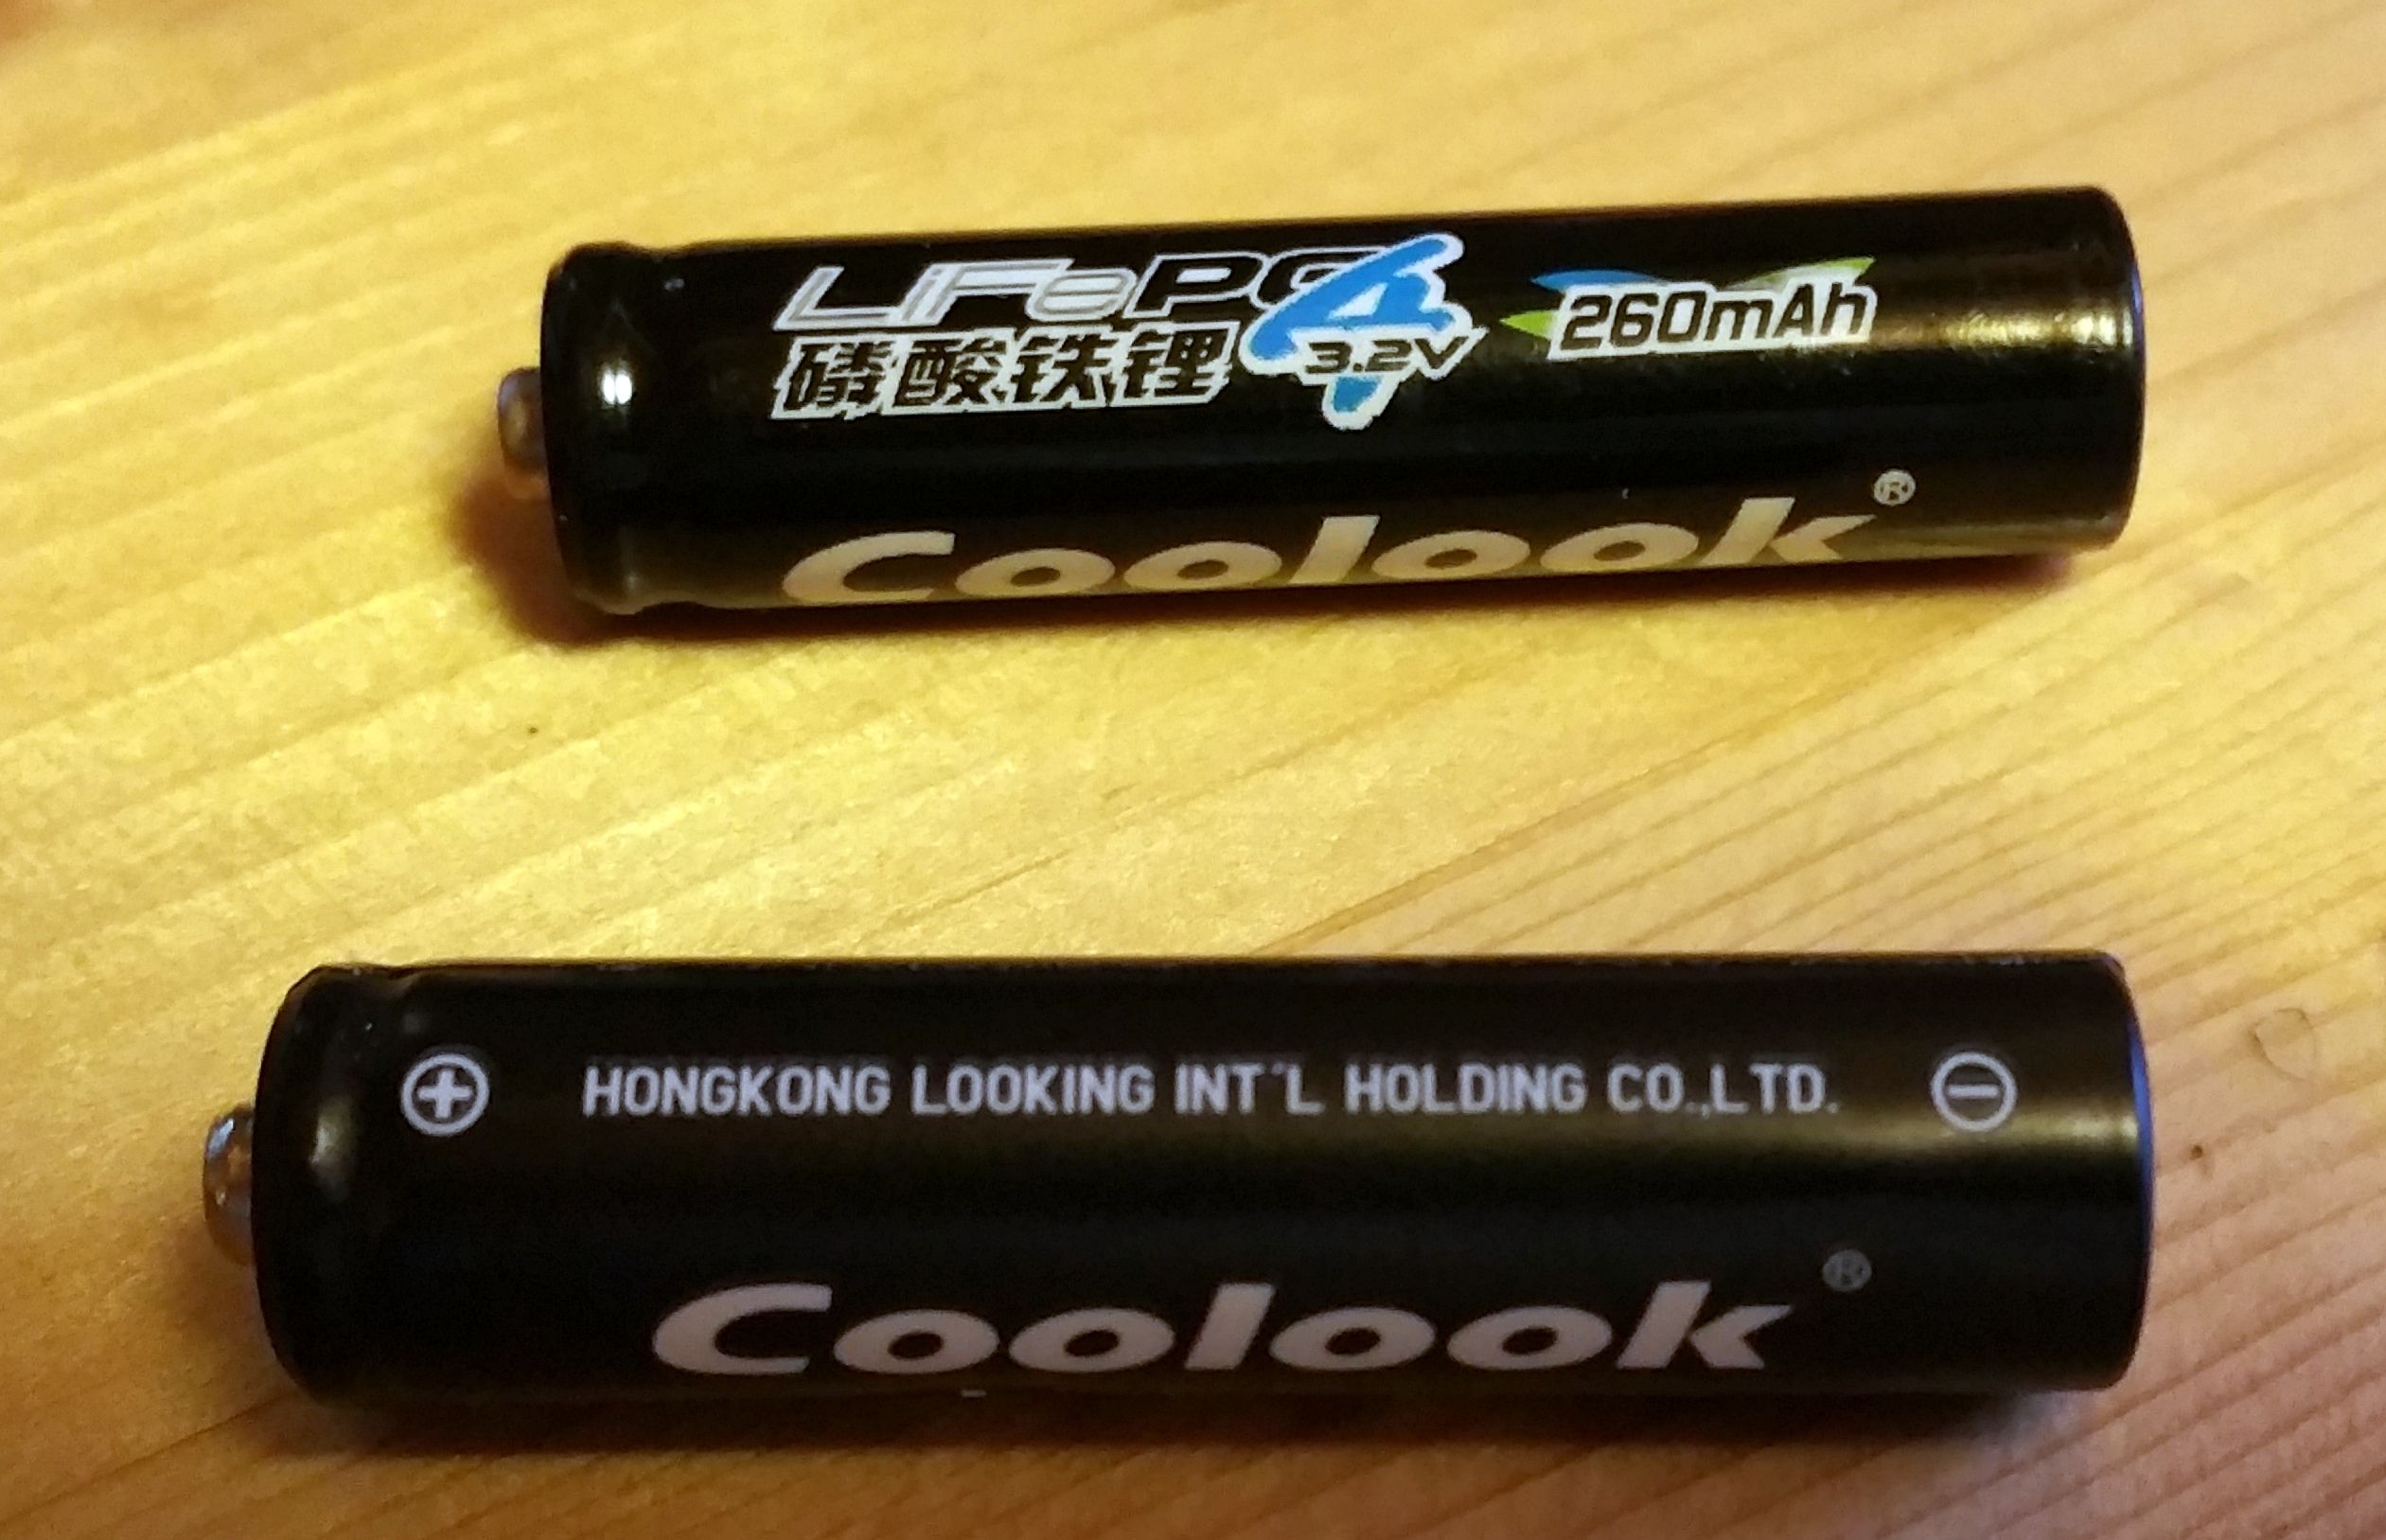 LiFePO4 260mAh
磷酸铁锂 3.2V
Coolook®
+ HONGKONG LOOKING INT'L HOLDING CO.,LTD. −
Coolook®